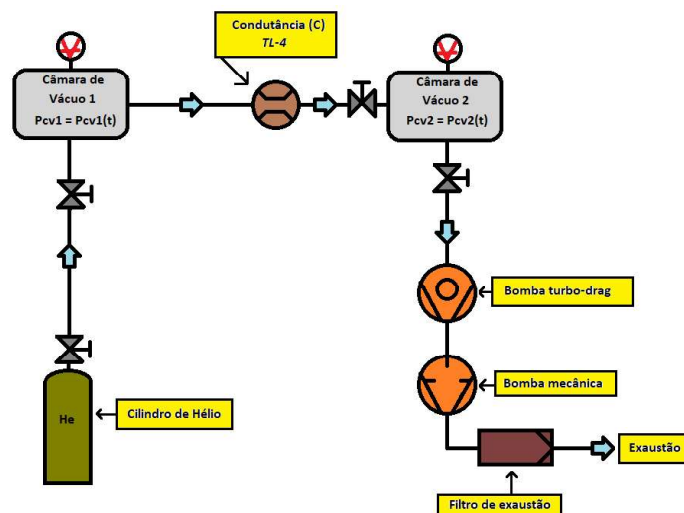 Condutância (C)
TL-4
Câmara de
Vácuo 1
Pcv1 = Pcv1(t)
Câmara de
Vácuo 2
Pcv2 = Pcv2(t)
Bomba turbo-drag
Bomba mecânica
He
Cilindro de Hélio
Exaustão
Filtro de exaustão